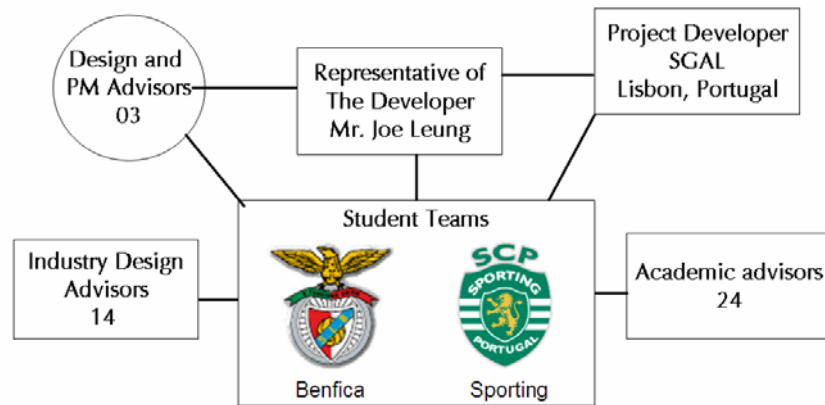 Design and
PM Advisors
03
Representative of
The Developer
Mr. Joe Leung
Project Developer
SGAL
Lisbon, Portugal
Student Teams
Industry Design
Advisors
14
SCP
SPORTING
PORTUGAL
Academic advisors
24
Benfica
Sporting